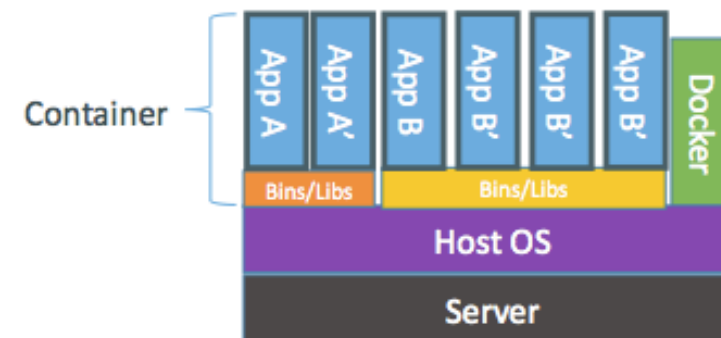 Container
App A
App A'
App B
App B'
App B'
App B'
Docker
Bins/Libs
Bins/Libs
Host OS
Server